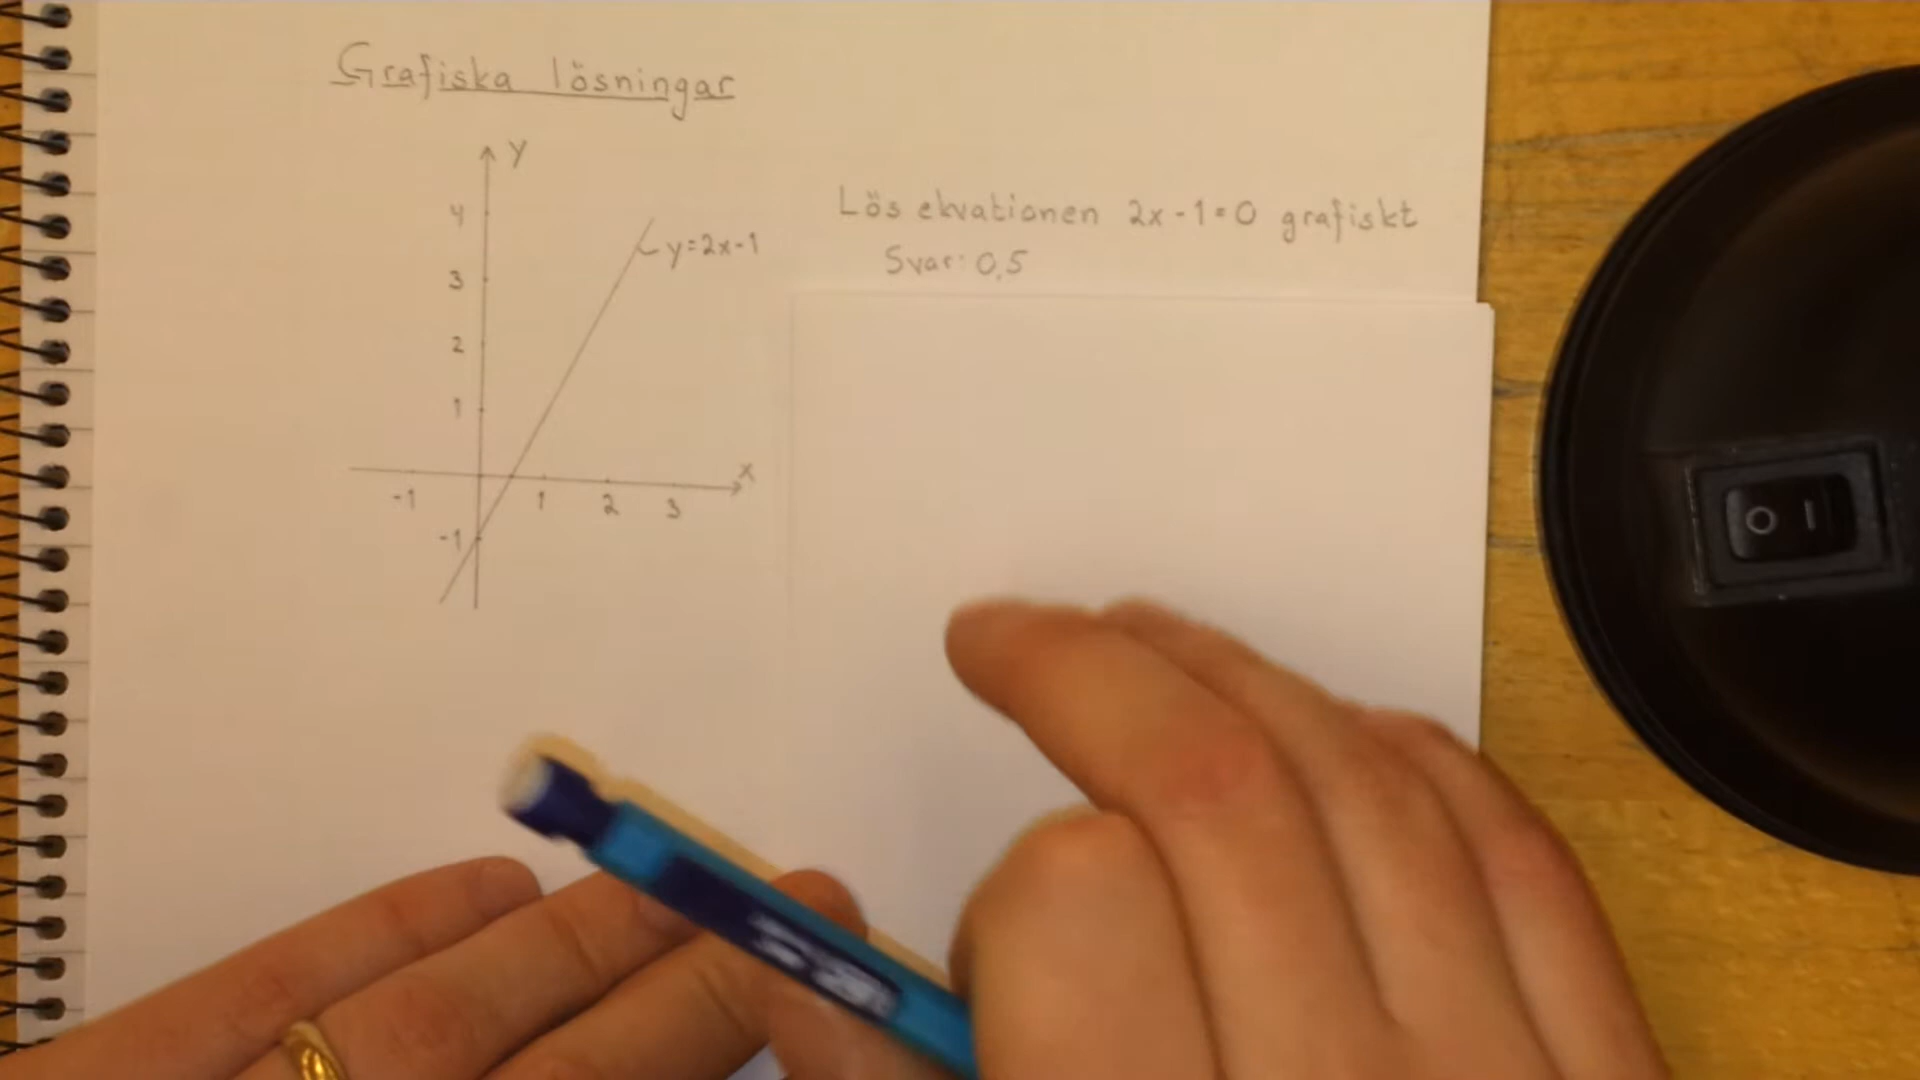 Grafiska lösningar
y
4
y=2x-1
3
2
1
x
-1 1 2 3
-1
Lös ekvationen 2x-1=0 grafiskt
Svar: 0,5